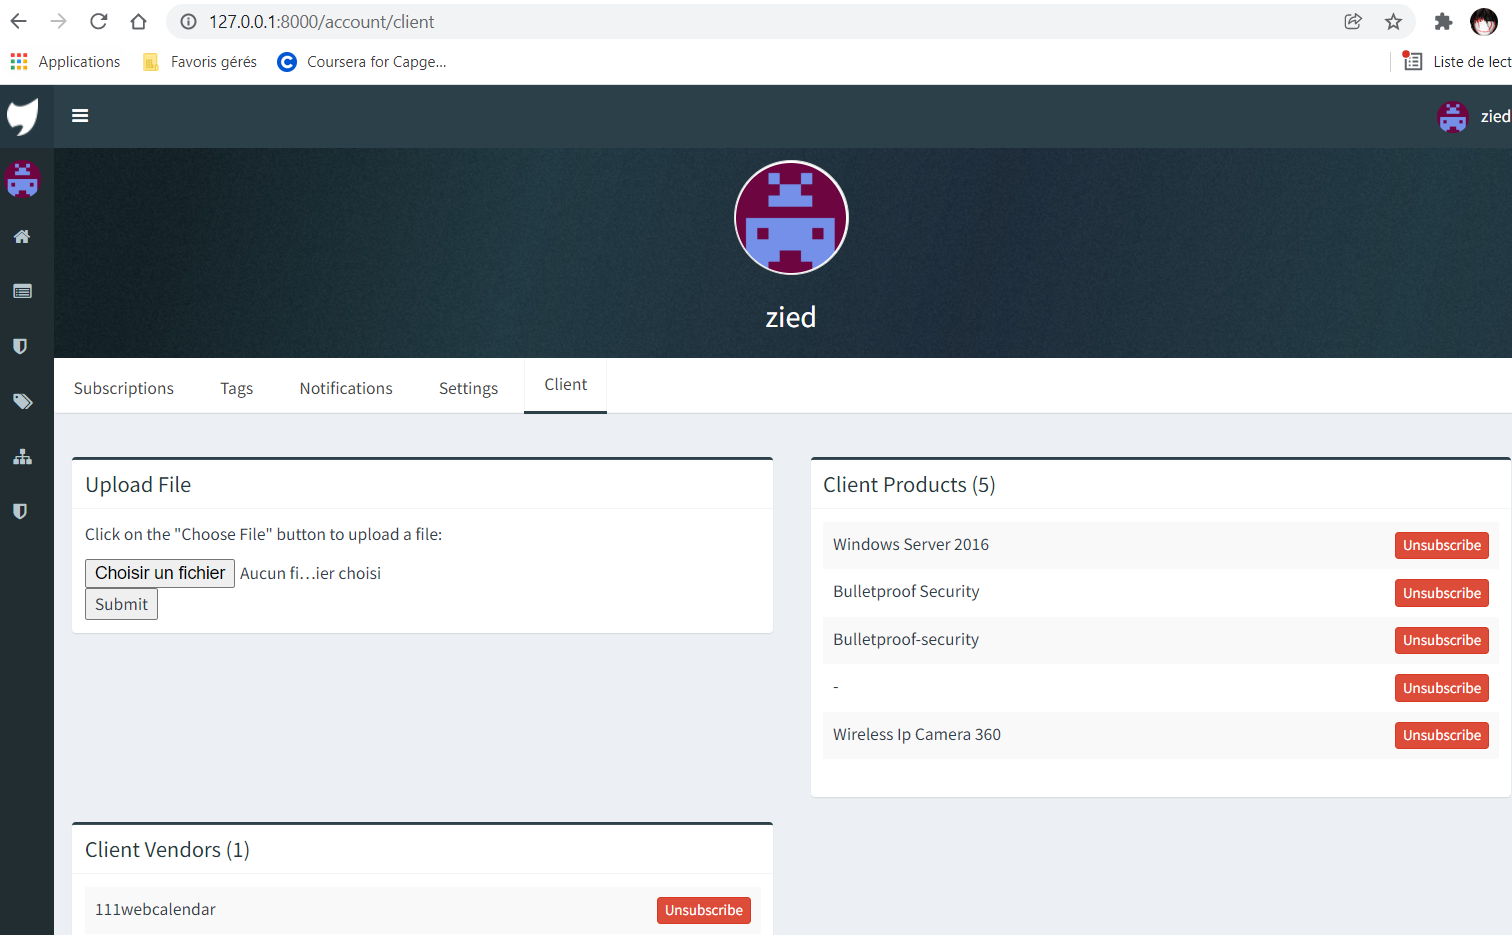 127.0.0.1:8000/account/client
Applications
Favoris gérés
Coursera for Capge...
Liste de lect
zied
zied
Subscriptions
Tags
Notifications
Settings
Client
Upload File
Click on the "Choose File" button to upload a file:
Choisir un fichier Aucun fi...ier choisi
Submit
Client Products (5)
Windows Server 2016 Unsubscribe
Bulletproof Security Unsubscribe
Bulletproof-security Unsubscribe
- Unsubscribe
Wireless Ip Camera 360 Unsubscribe
Client Vendors (1)
111webcalendar Unsubscribe